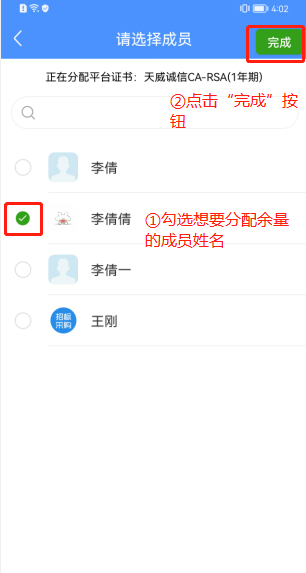 4:02
请选择成员
完成
正在分配平台证书：天威诚信CA-RSA(1年期)
②点击“完成”按
钮
李倩
李倩倩
①勾选想要分配余量
的成员姓名
李倩一
招标
采购
王刚